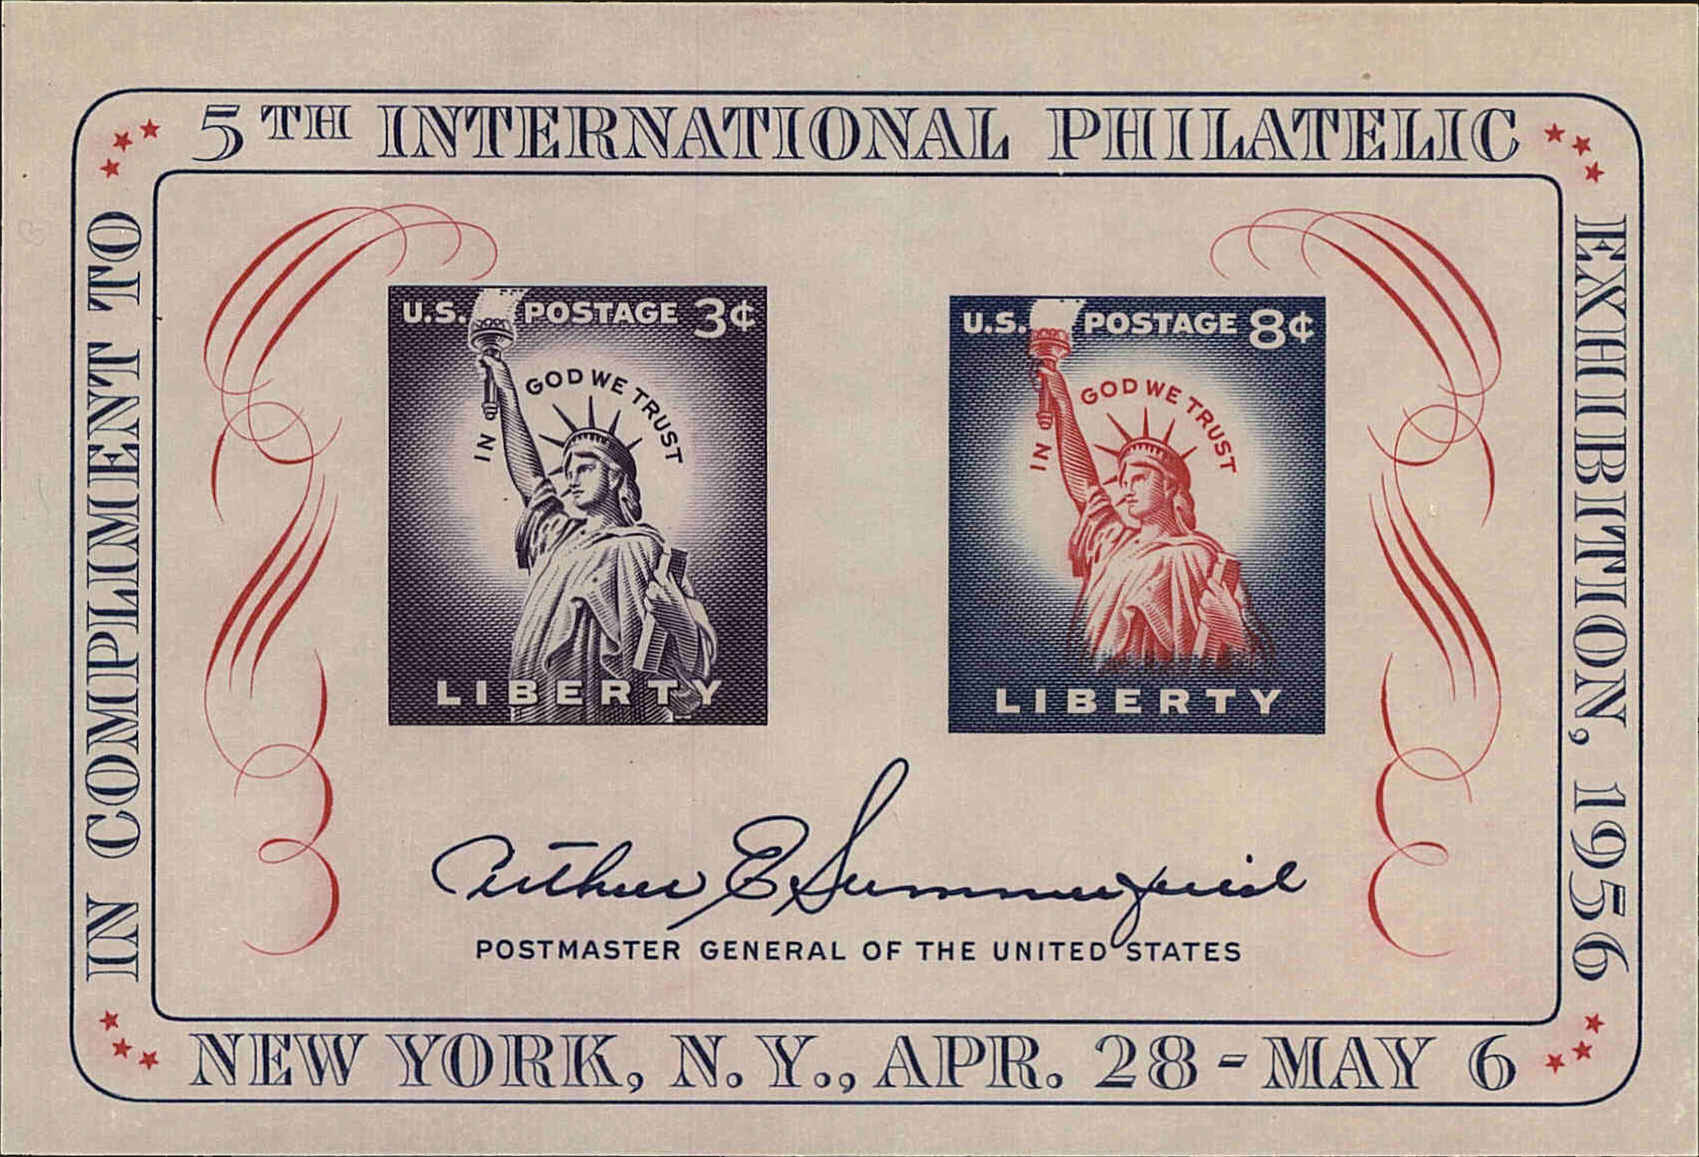 IN COMPLIMENT TO
5TH INTERNATIONAL PHILATELIC
EXHIBITION, 1956
NEW YORK, N.Y., APR. 28 - MAY 6
U.S. POSTAGE 3¢
IN GOD WE TRUST
LIBERTY
U.S. POSTAGE 8¢
IN GOD WE TRUST
LIBERTY
Arthur E Summerfield
POSTMASTER GENERAL OF THE UNITED STATES